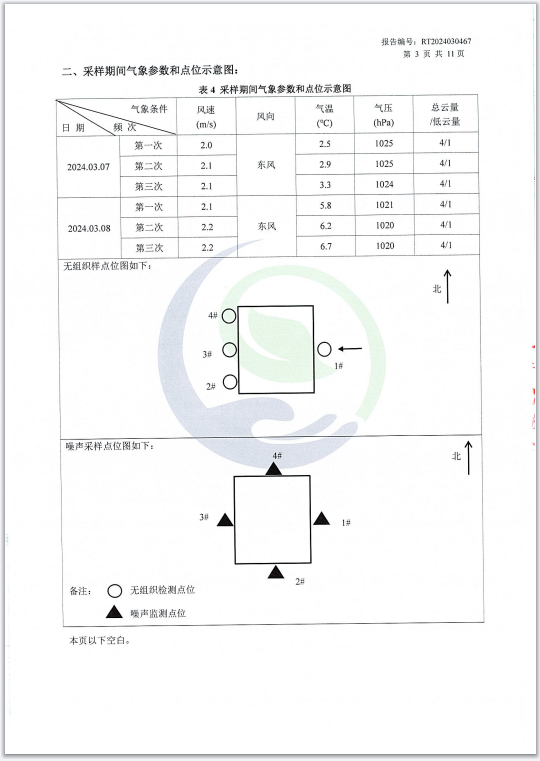 报告编号：RT2024030467
第 3 页 共 11 页
二、采样期间气象参数和点位示意图：
表 4 采样期间气象参数和点位示意图
气象条件 风速 (m/s) 风向 气温 (℃) 气压 (hPa) 总云量/低云量
日 期 频 次
2024.03.07 第一次 2.0 东风 2.5 1025 4/1
第二次 2.1 2.9 1025 4/1
第三次 2.1 3.3 1024 4/1
2024.03.08 第一次 2.1 东风 5.8 1021 4/1
第二次 2.2 6.2 1020 4/1
第三次 2.2 6.7 1020 4/1
无组织样点位图如下：
北
4#
3#
1#
2#
噪声采样点位图如下：
北
4#
3#
1#
2#
备注： 无组织检测点位
噪声监测点位
本页以下空白。